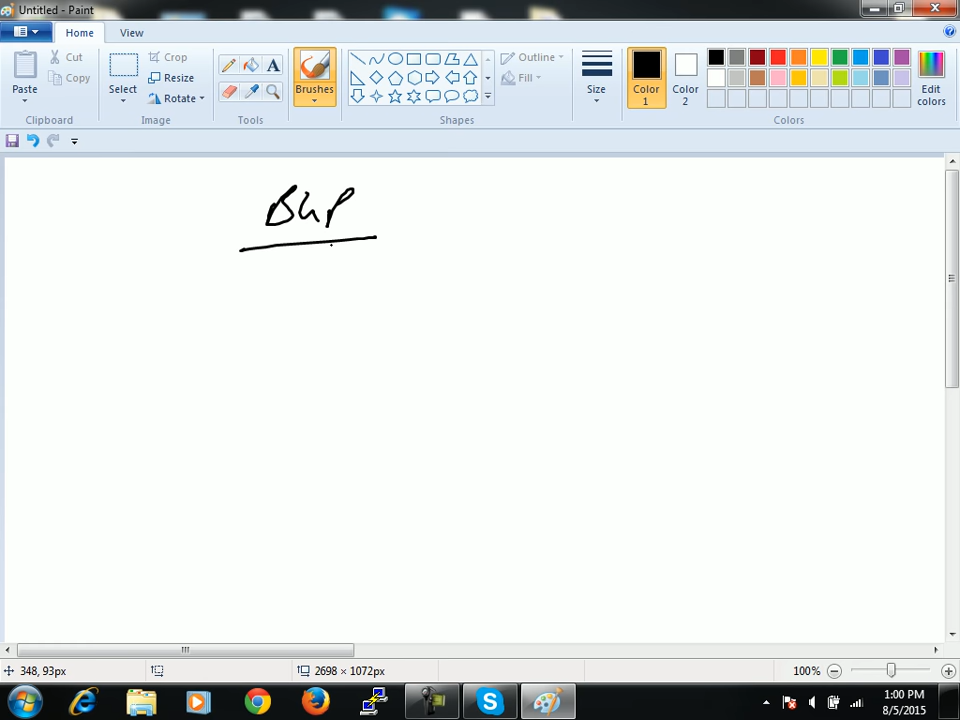 Untitled - Paint
Home View
Cut
Copy
Paste
Clipboard
Crop
Resize
Rotate
Select
Image
A
Tools
Brushes
Outline
Fill
Shapes
Size
Color 1
Color 2
Edit colors
Colors
BGP
348, 93px
2698 × 1072px
100%
1:00 PM
8/5/2015